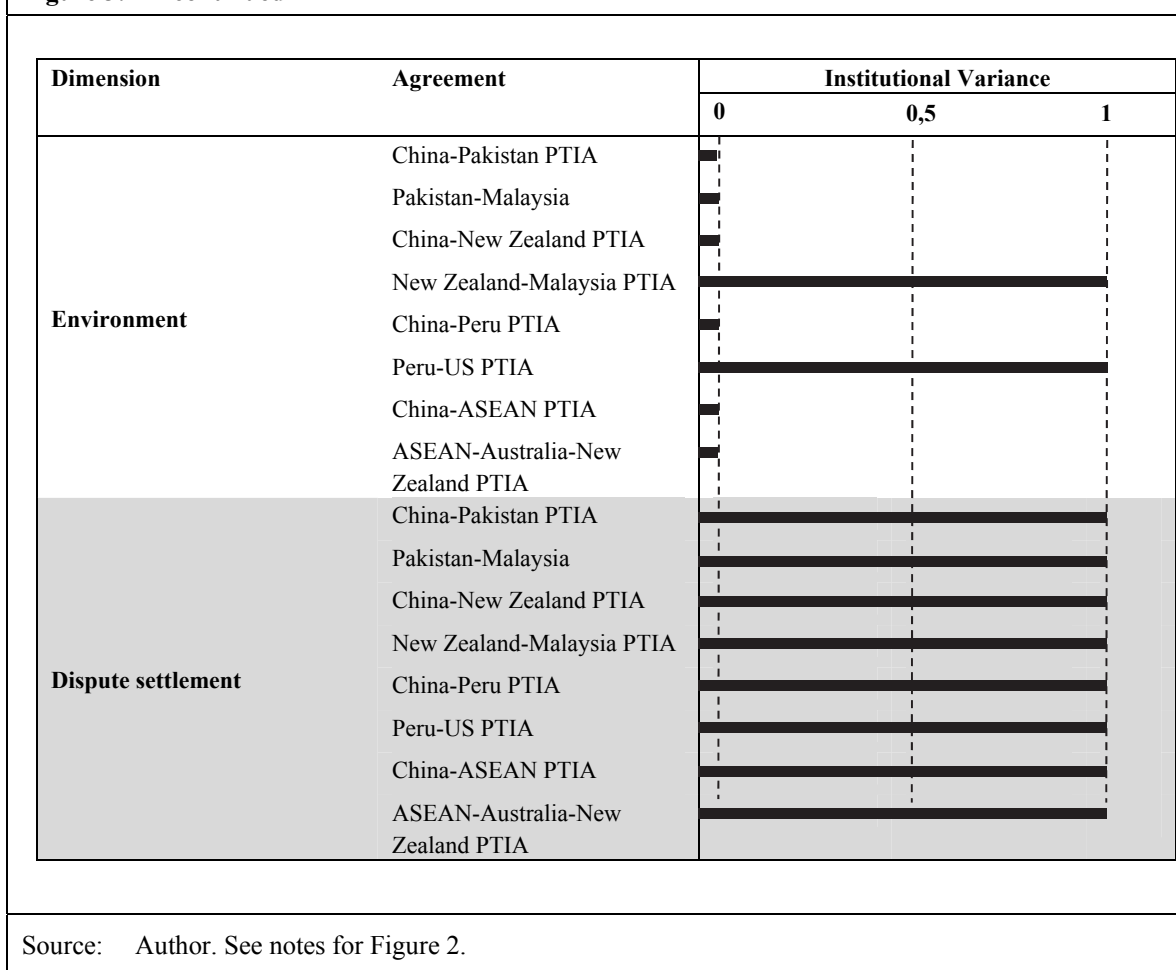 Dimension Agreement Institutional Variance
0 0,5 1
Environment
China-Pakistan PTIA
Pakistan-Malaysia
China-New Zealand PTIA
New Zealand-Malaysia PTIA
China-Peru PTIA
Peru-US PTIA
China-ASEAN PTIA
ASEAN-Australia-New
Zealand PTIA
Dispute settlement
China-Pakistan PTIA
Pakistan-Malaysia
China-New Zealand PTIA
New Zealand-Malaysia PTIA
China-Peru PTIA
Peru-US PTIA
China-ASEAN PTIA
ASEAN-Australia-New
Zealand PTIA
Source: Author. See notes for Figure 2.